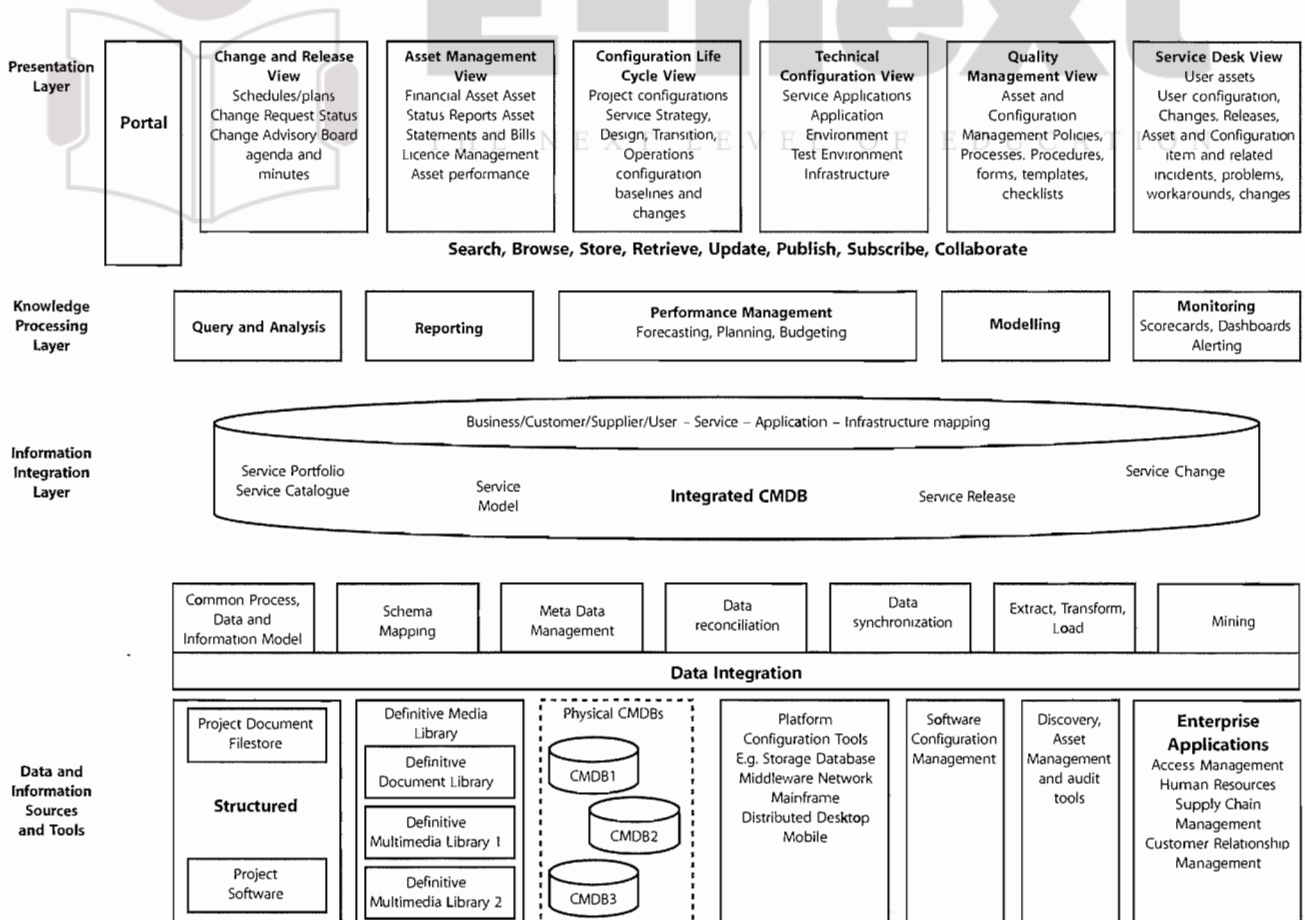 E-next
THE NEXT LEVEL OF EDUCATION
Presentation
Layer
Portal
Change and Release
View
Schedules/plans
Change Request Status
Change Advisory Board
agenda and
minutes
Asset Management
View
Financial Asset Asset
Status Reports Asset
Statements and Bills
Licence Management
Asset performance
Configuration Life
Cycle View
Project configurations
Service Strategy,
Design, Transition,
Operations
configuration
baselines and
changes
Technical
Configuration View
Service Applications
Application
Environment
Test Environment
Infrastructure
Quality
Management View
Asset and
Configuration
Management Policies,
Processes, Procedures,
forms, templates,
checklists
Service Desk View
User assets
User configuration,
Changes, Releases,
Asset and Configuration
item and related
incidents, problems,
workarounds, changes
Search, Browse, Store, Retrieve, Update, Publish, Subscribe, Collaborate
Knowledge
Processing
Layer
Query and Analysis
Reporting
Performance Management
Forecasting, Planning, Budgeting
Modelling
Monitoring
Scorecards, Dashboards
Alerting
Information
Integration
Layer
Business/Customer/Supplier/User – Service – Application – Infrastructure mapping
Service Portfolio
Service Catalogue
Service
Model
Integrated CMDB
Service Release
Service Change
Common Process,
Data and
Information Model
Schema
Mapping
Meta Data
Management
Data
reconciliation
Data
synchronization
Extract, Transform,
Load
Mining
Data Integration
Data and
Information
Sources
and Tools
Project Document
Filestore
Structured
Project
Software
Definitive Media
Library
Definitive
Document Library
Definitive
Multimedia Library 1
Definitive
Multimedia Library 2
Physical CMDBs
CMDB1
CMDB2
CMDB3
Platform
Configuration Tools
E.g. Storage Database
Middleware Network
Mainframe
Distributed Desktop
Mobile
Software
Configuration
Management
Discovery,
Asset
Management
and audit
tools
Enterprise
Applications
Access Management
Human Resources
Supply Chain
Management
Customer Relationship
Management